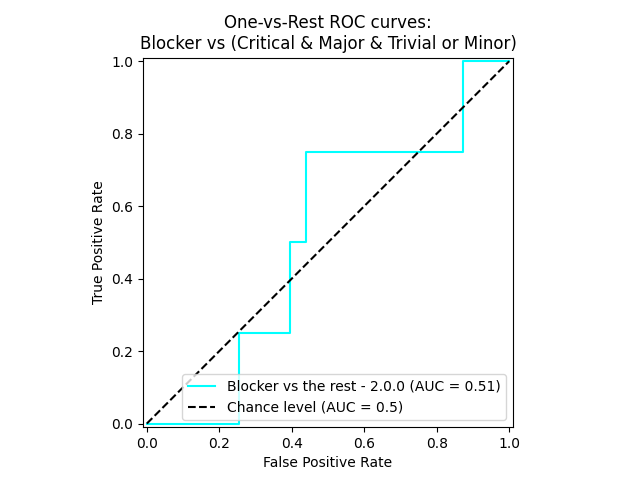 One-vs-Rest ROC curves:
Blocker vs (Critical & Major & Trivial or Minor)
1.0
0.8
0.6
0.4
0.2
0.0
True Positive Rate
Blocker vs the rest - 2.0.0 (AUC = 0.51)
Chance level (AUC = 0.5)
0.0 0.2 0.4 0.6 0.8 1.0
False Positive Rate